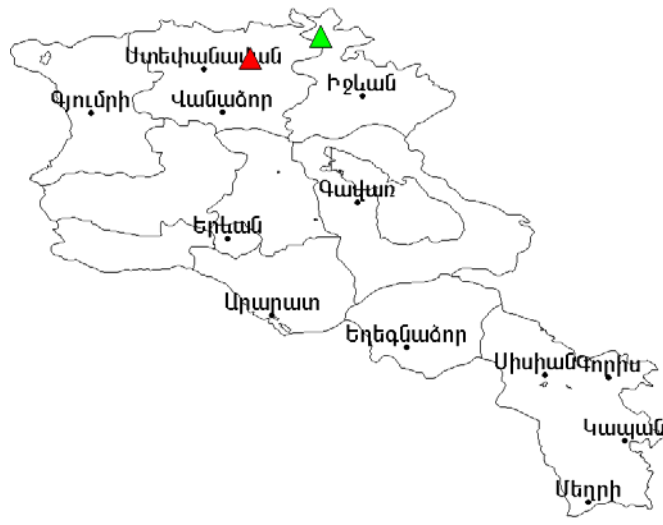 Ստեփանավան
Իջևան
Գյումրի
Վանաձոր
Գավառ
Երևան
Արարատ
Եղեգնաձոր
Սիսիան
Գորիս
Կապան
Մեղրի